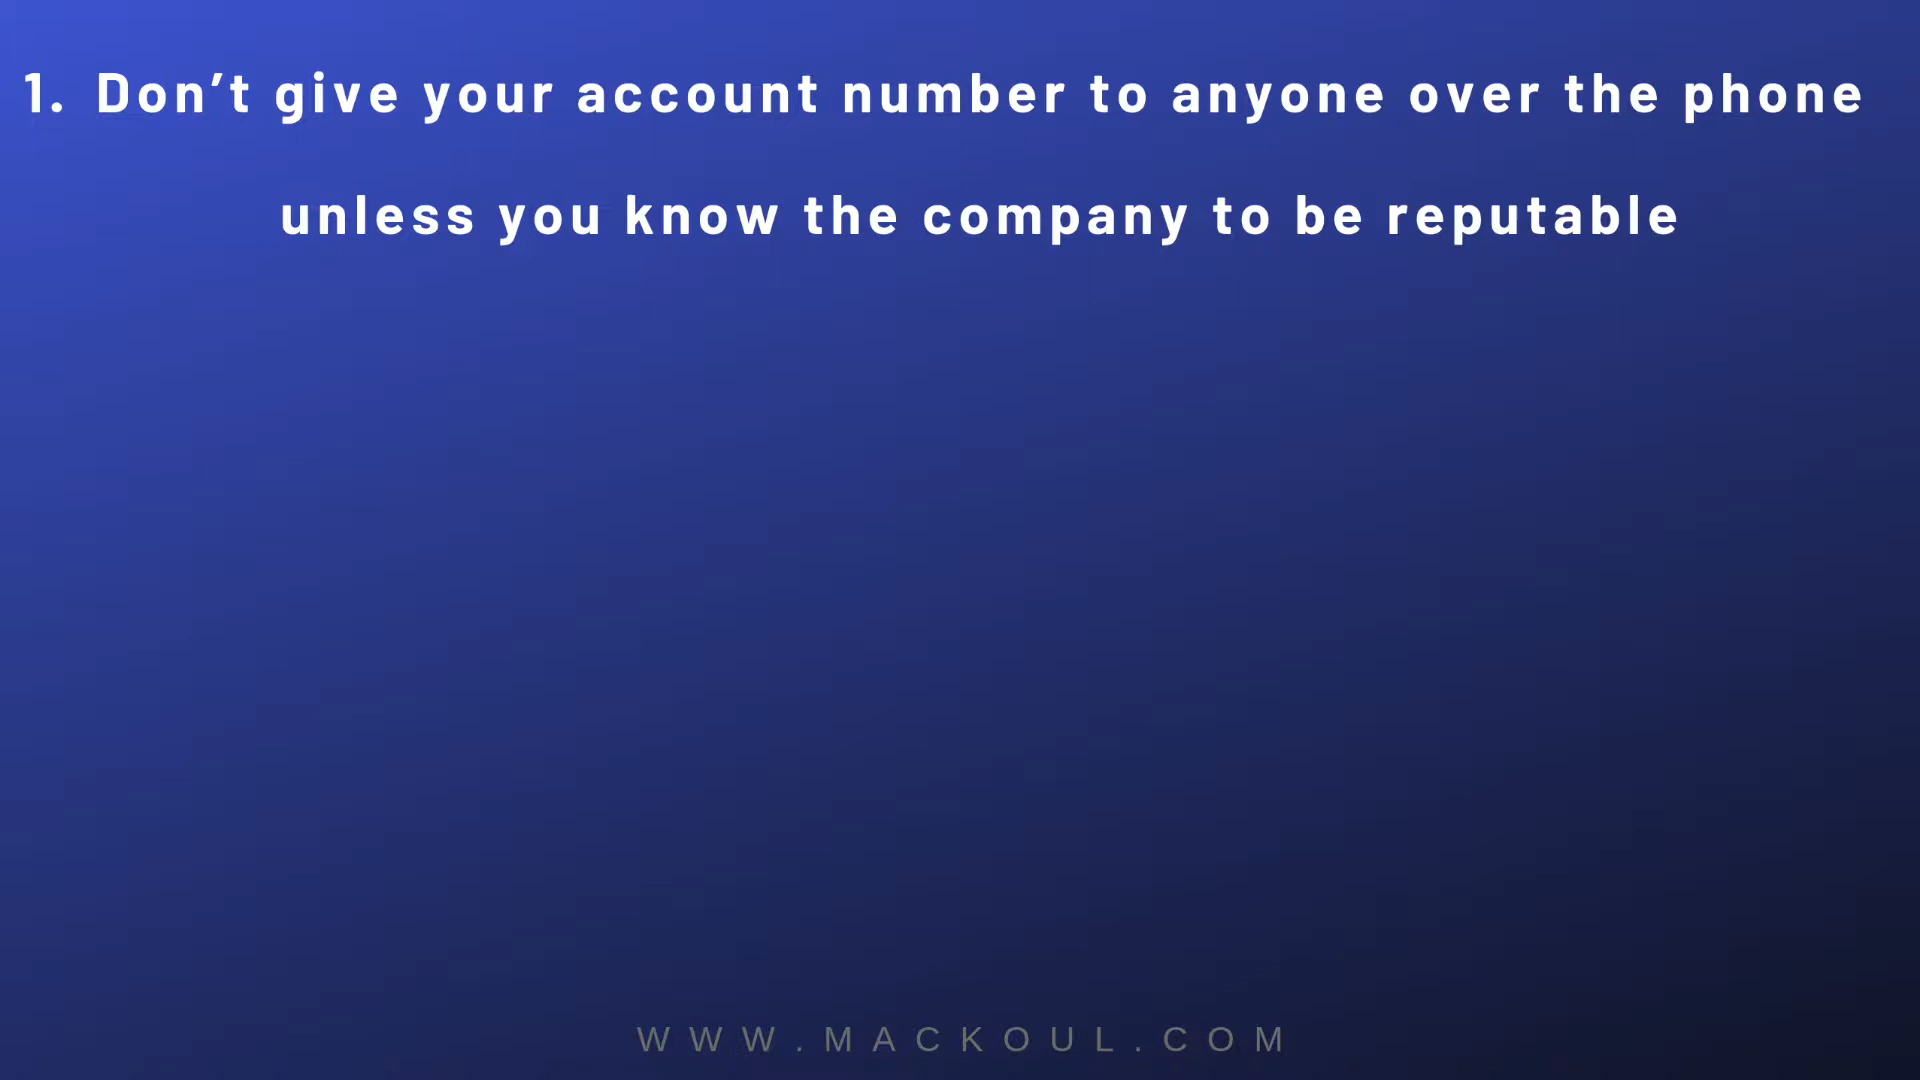 1. Don’t give your account number to anyone over the phone
unless you know the company to be reputable
WWW.MACKOUL.COM